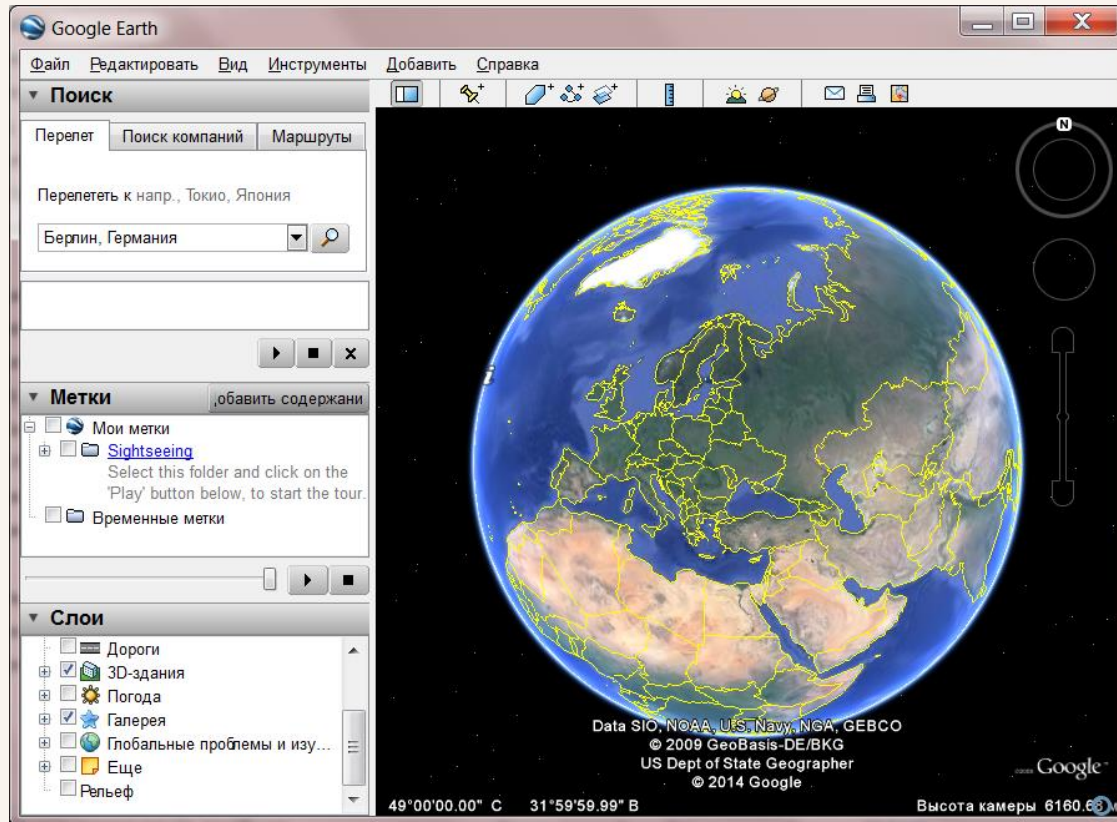 Google Earth
Файл Редактировать Вид Инструменты Добавить Справка
Поиск
Перелет Поиск компаний Маршруты
Перелететь к напр., Токио, Япония
Берлин, Германия
Метки
обавить содержани
Мои метки
Sightseeing
Select this folder and click on the
'Play' button below, to start the tour.
Временные метки
Слои
Дороги
3D-здания
Погода
Галерея
Глобальные проблемы и изу...
Еще
Рельеф
N
Data SIO, NOAA, U.S. Navy, NGA, GEBCO
© 2009 GeoBasis-DE/BKG
US Dept of State Geographer
© 2014 Google
Google
49°00'00.00" С 31°59'59.99" В
Высота камеры